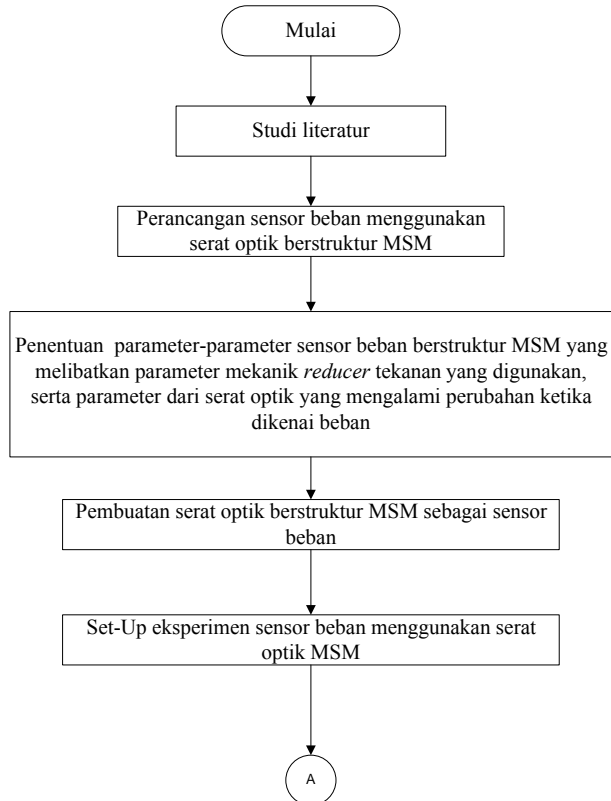 Mulai
Studi literatur
Perancangan sensor beban menggunakan
serat optik berstruktur MSM
Penentuan parameter-parameter sensor beban berstruktur MSM yang
melibatkan parameter mekanik reducer tekanan yang digunakan,
serta parameter dari serat optik yang mengalami perubahan ketika
dikenai beban
Pembuatan serat optik berstruktur MSM sebagai sensor
beban
Set-Up eksperimen sensor beban menggunakan serat
optik MSM
A